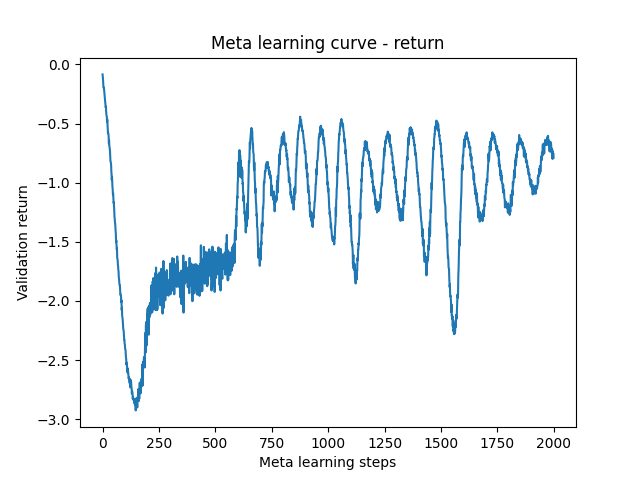 Meta learning curve - return
Validation return
0.0
−0.5
−1.0
−1.5
−2.0
−2.5
−3.0
0 250 500 750 1000 1250 1500 1750 2000
Meta learning steps